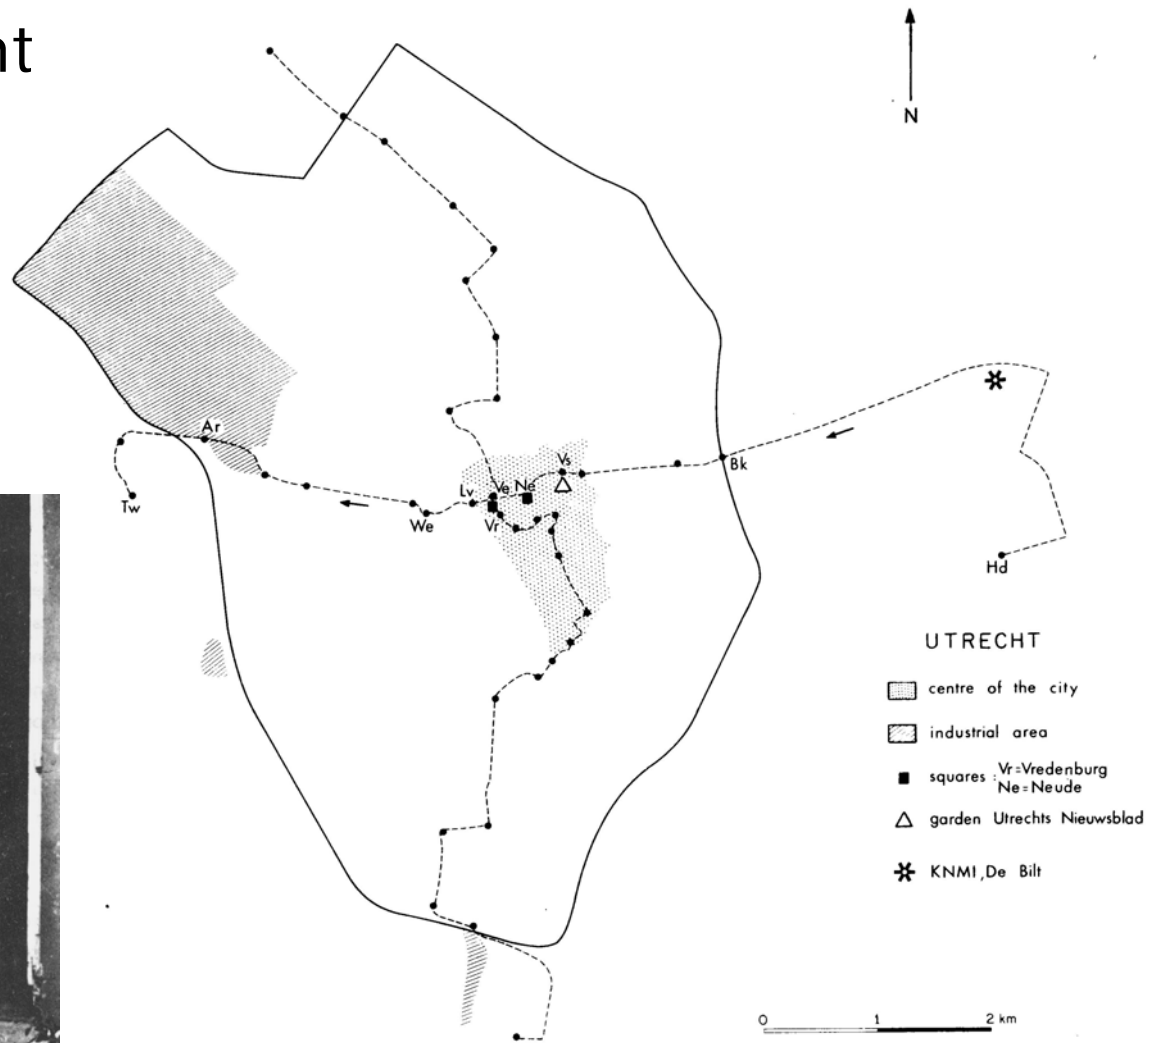 nt
N
Ar
Tw
We
Lv
Ve
Ne
Vr
Vs
Bk
Hd
UTRECHT
centre of the city
industrial area
squares : Vr=Vredenburg
Ne=Neude
garden Utrechts Nieuwsblad
KNMI, De Bilt
0 1 2 km